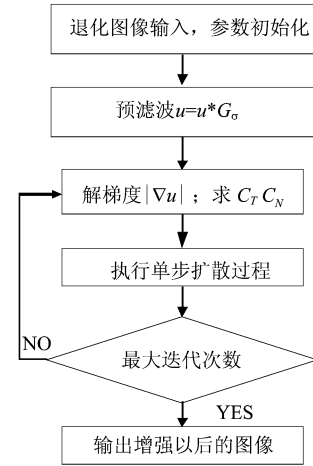 退化图像输入，参数初始化
预滤波u=u*Gσ
解梯度|∇u|；求 CT CN
执行单步扩散过程
NO
最大迭代次数
YES
输出增强以后的图像